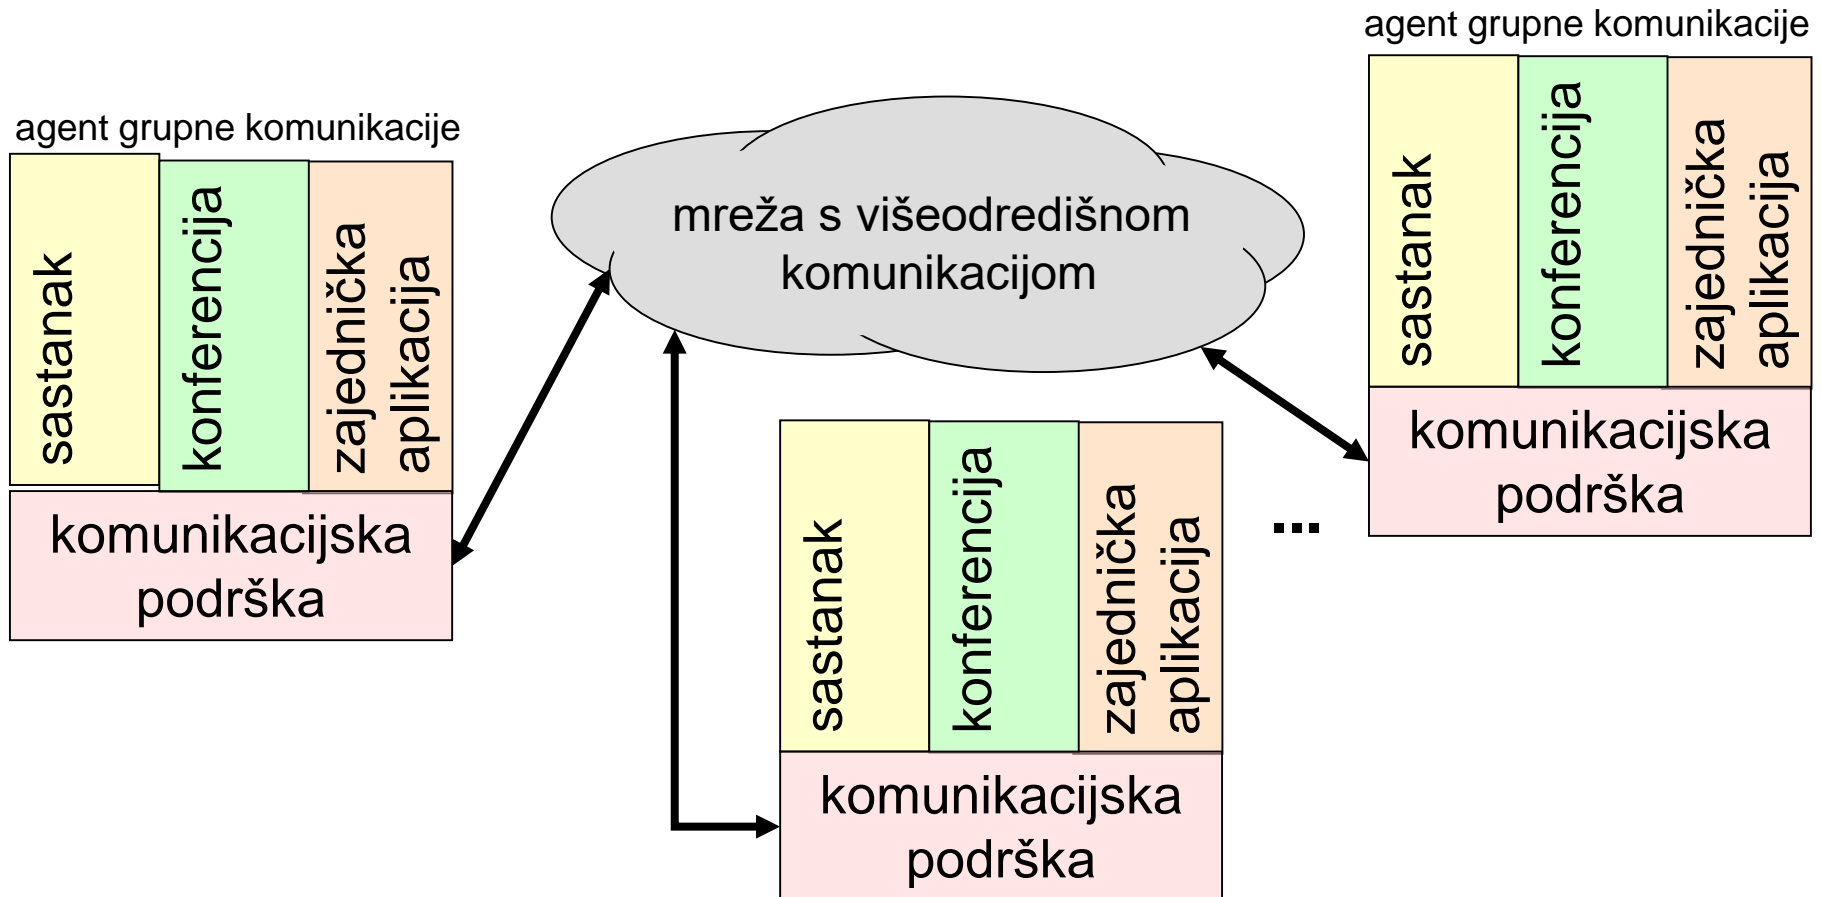 agent grupne komunikacije
sastanak
konferencija
zajednička
aplikacija
komunikacijska
podrška
mreža s višeodredišnom
komunikacijom
sastanak
konferencija
zajednička
aplikacija
komunikacijska
podrška
...
agent grupne komunikacije
sastanak
konferencija
zajednička
aplikacija
komunikacijska
podrška